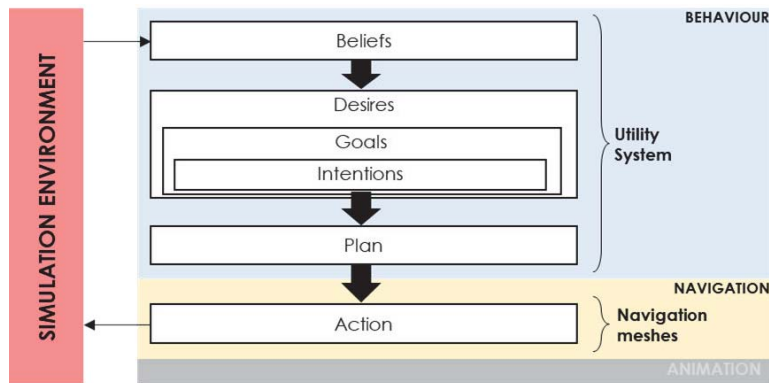 SIMULATION ENVIRONMENT
BEHAVIOUR
Beliefs
Desires
Goals
Intentions
Plan
Utility
System
NAVIGATION
Action
Navigation
meshes
ANIMATION